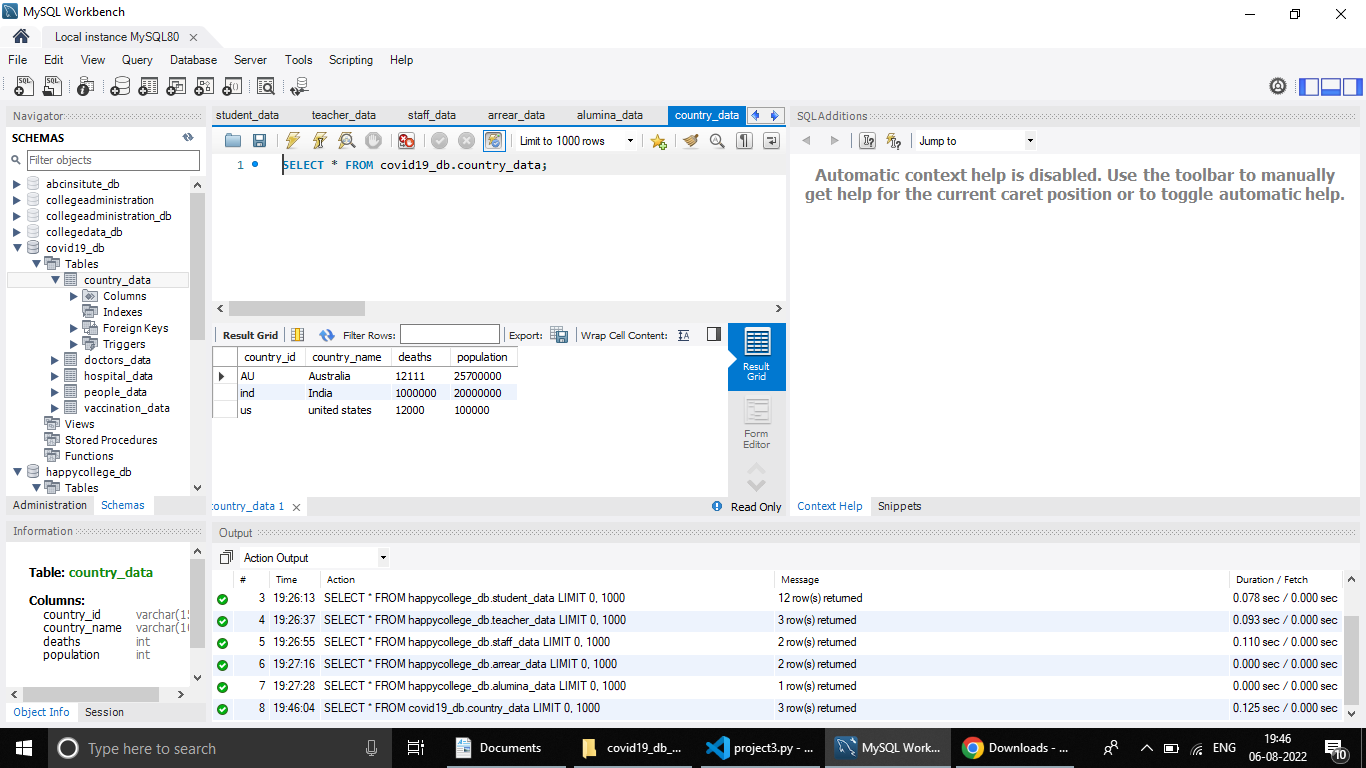 MySQL Workbench
Local instance MySQL80
File Edit View Query Database Server Tools Scripting Help
Navigator
SCHEMAS
Filter objects
abcinsitute_db
collegeadministration
collegeadministration_db
collegedata_db
covid19_db
Tables
country_data
Columns
Indexes
Foreign Keys
Triggers
doctors_data
hospital_data
people_data
vaccination_data
Views
Stored Procedures
Functions
happycollege_db
Tables
Administration Schemas
Information
Table: country_data
Columns:
country_id varchar(15
country_name varchar(10
deaths int
population int
Object Info Session
student_data teacher_data staff_data arrear_data alumina_data country_data
Limit to 1000 rows
1 SELECT * FROM covid19_db.country_data;
Result Grid Filter Rows: Export: Wrap Cell Content:
country_id country_name deaths population
AU Australia 12111 25700000
ind India 1000000 20000000
us united states 12000 100000
Result
Grid
Form
Editor
country_data 1 Read Only
SQLAdditions
Jump to
Automatic context help is disabled. Use the toolbar to manually
get help for the current caret position or to toggle automatic help.
Context Help Snippets
Output
Action Output
# Time Action Message Duration / Fetch
3 19:26:13 SELECT * FROM happycollege_db.student_data LIMIT 0, 1000 12 row(s) returned 0.078 sec / 0.000 sec
4 19:26:37 SELECT * FROM happycollege_db.teacher_data LIMIT 0, 1000 3 row(s) returned 0.093 sec / 0.000 sec
5 19:26:55 SELECT * FROM happycollege_db.staff_data LIMIT 0, 1000 2 row(s) returned 0.110 sec / 0.000 sec
6 19:27:16 SELECT * FROM happycollege_db.arrear_data LIMIT 0, 1000 2 row(s) returned 0.000 sec / 0.000 sec
7 19:27:28 SELECT * FROM happycollege_db.alumina_data LIMIT 0, 1000 1 row(s) returned 0.000 sec / 0.000 sec
8 19:46:04 SELECT * FROM covid19_db.country_data LIMIT 0, 1000 3 row(s) returned 0.125 sec / 0.000 sec
Type here to search
Documents
covid19_db_...
project3.py - ...
MySQL Work...
Downloads - ...
ENG
19:46
06-08-2022
10